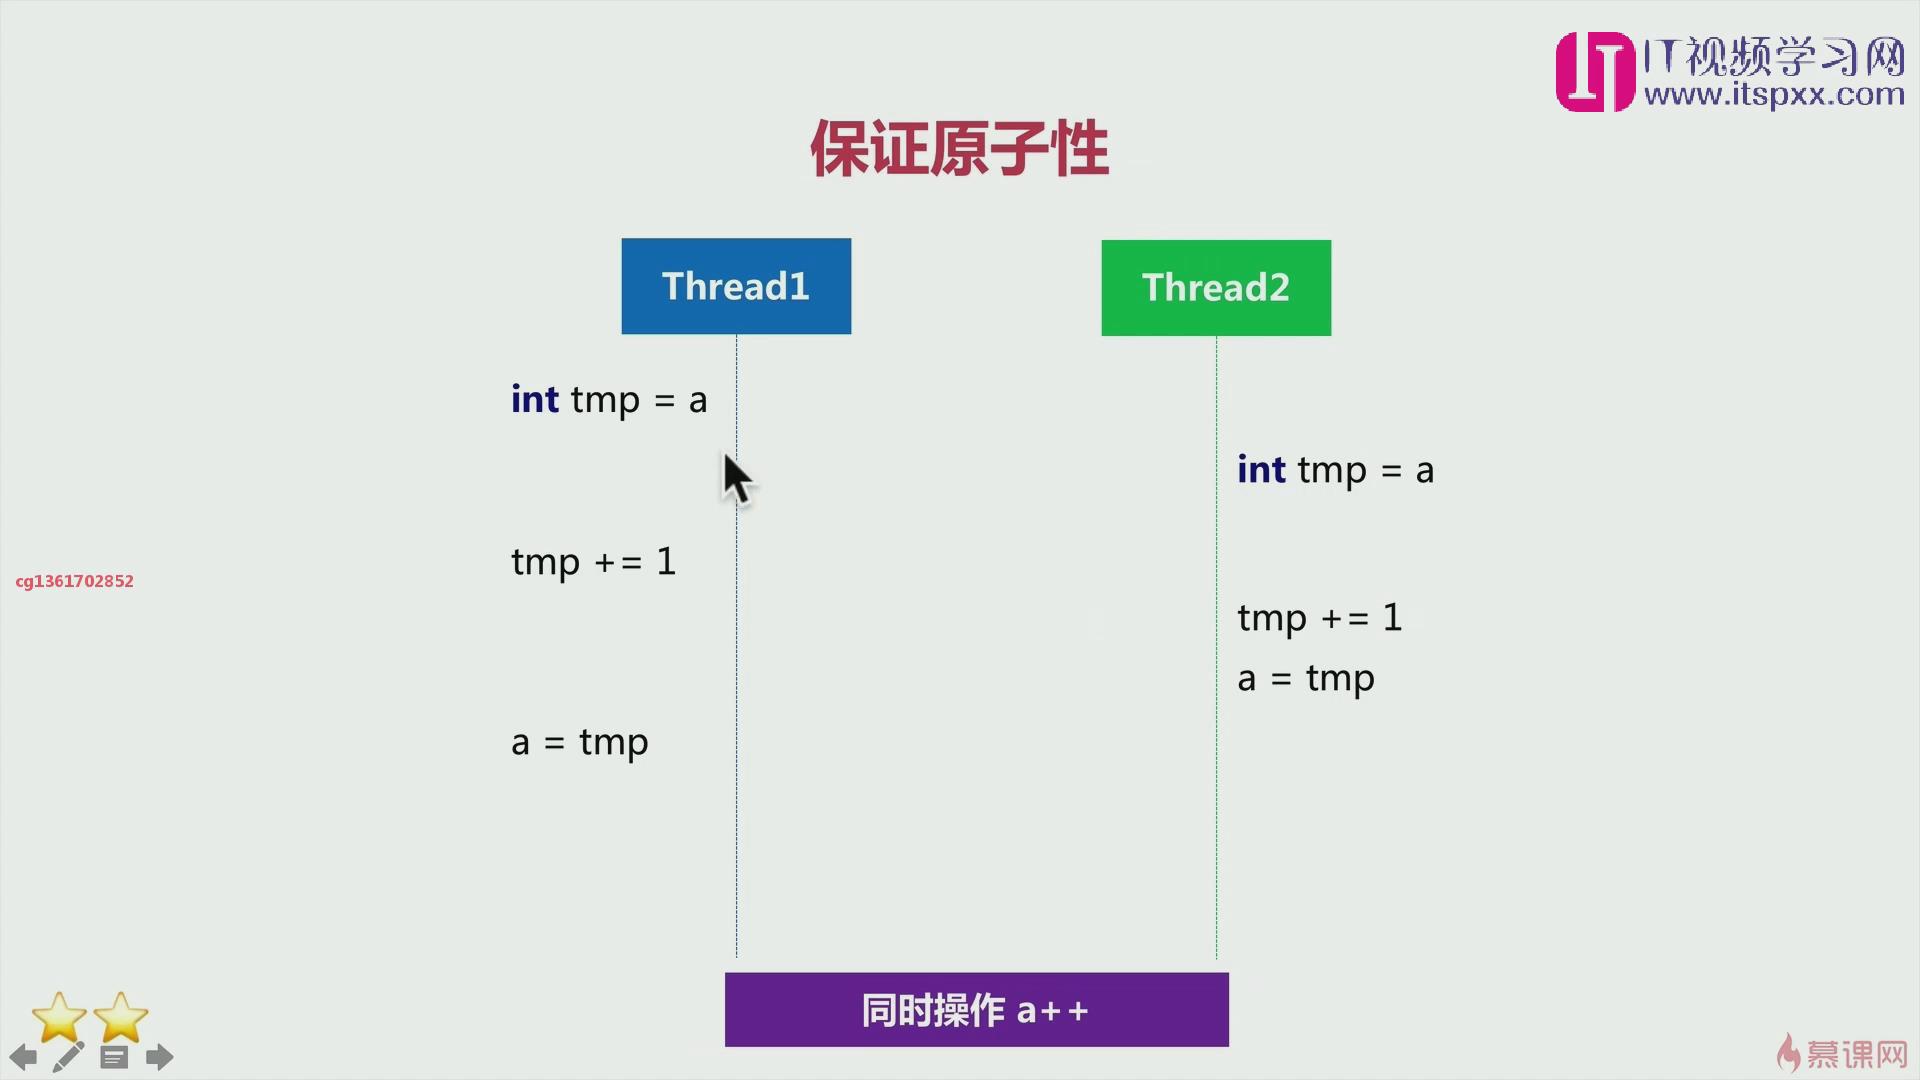 IT视频学习网
www.itspxx.com
保证原子性
Thread1
Thread2
int tmp = a
int tmp = a
tmp += 1
cg1361702852
tmp += 1
a = tmp
a = tmp
同时操作 a++
慕课网